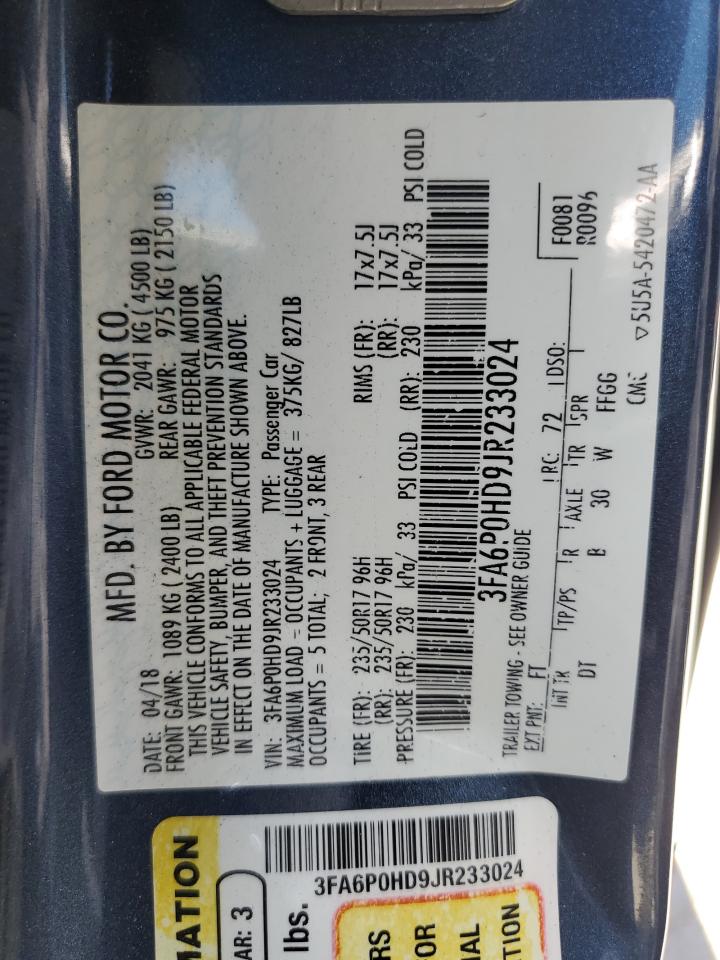 MFD. BY FORD MOTOR CO.
DATE: 04/18 GVWR: 2041 KG ( 4500 LB)
FRONT GAWR: 1089 KG ( 2400 LB) REAR GAWR: 975 KG ( 2150 LB)
THIS VEHICLE CONFORMS TO ALL APPLICABLE FEDERAL MOTOR
VEHICLE SAFETY, BUMPER, AND THEFT PREVENTION STANDARDS
IN EFFECT ON THE DATE OF MANUFACTURE SHOWN ABOVE.
VIN: 3FA6P0HD9JR233024 TYPE: Passenger Car
MAXIMUM LOAD = OCCUPANTS + LUGGAGE = 375KG/ 827LB
OCCUPANTS = 5 TOTAL; 2 FRONT, 3 REAR
TIRE (FR): 235/50R17 96H RIMS (FR): 17x7.5J
(RR): 235/50R17 96H (RR): 17x7.5J
PRESSURE (FR): 230 kPa/ 33 PSI COLD (RR): 230 kPa/ 33 PSI COLD
3FA6P0HD9JR233024
TRAILER TOWING - SEE OWNER GUIDE
F0081
R0096
EXT PNT: FT RC: 72 DSO:
INT TR TP/PS R AXLE TR SPR
DT B 30 W FFGG
5U5A-5420472-AA
MATION
AR: 3
lbs.
3FA6P0HD9JR233024
RS
OR
IAL
TION